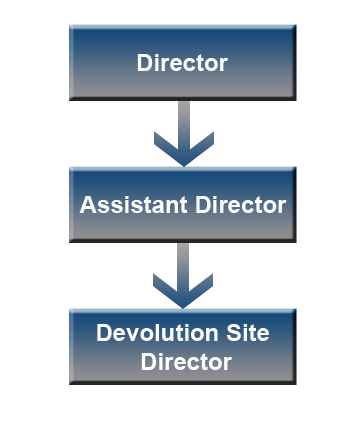 Director
Assistant Director
Devolution Site
Director